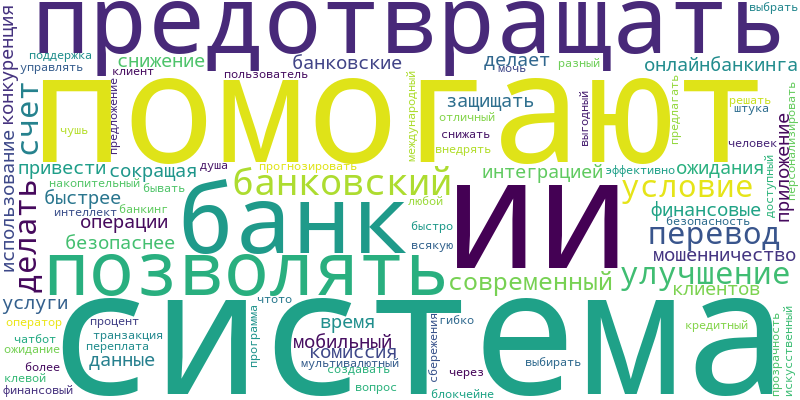 предотвращать
выбрать
поддержка
снижение
банковские
делает
разный
онлайнбанкинга
управлять
клиент
пользователь
мочь
использование конкуренция
счет
чушь
предложение
помогают
международный
защищать
отличный
снижать
внедрять
выгодный
предлагать
решать
штука
человек
персонализировать
приложение
доступный
привести
сокращая
душа
прогнозировать
интеграцией
эффективно
ожидания
накопительный
бывать
банковский
условие
делать
быстрее
интеллект
банкинг
банк
любой
ИИ
финансовые
операции
безопасность
безопаснее
быстро
всякую
перевод
мошенничество
позволять
современный
улучшение
клиентов
услуги
чтото
система
оператор
процент
время
гибко
кредитный
чатбот
транзакция
ожидание
переплата
программа
мобильный
сбережения
данные
комиссия
более
мультивалютный
выбирать
клевой
создавать
через
финансовый
вопрос
блокчейне
прозрачность
искусственный